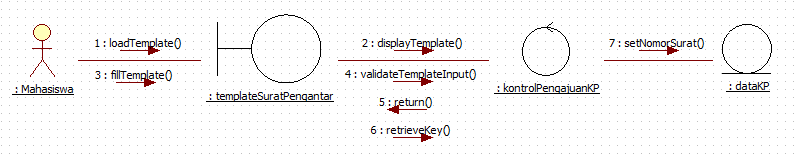 1 : loadTemplate()
3 : fillTemplate()
: Mahasiswa
: templateSuratPengantar
2 : displayTemplate()
4 : validateTemplateInput()
5 : return()
6 : retrieveKey()
: kontrolPengajuanKP
7 : setNomorSurat()
: dataKP